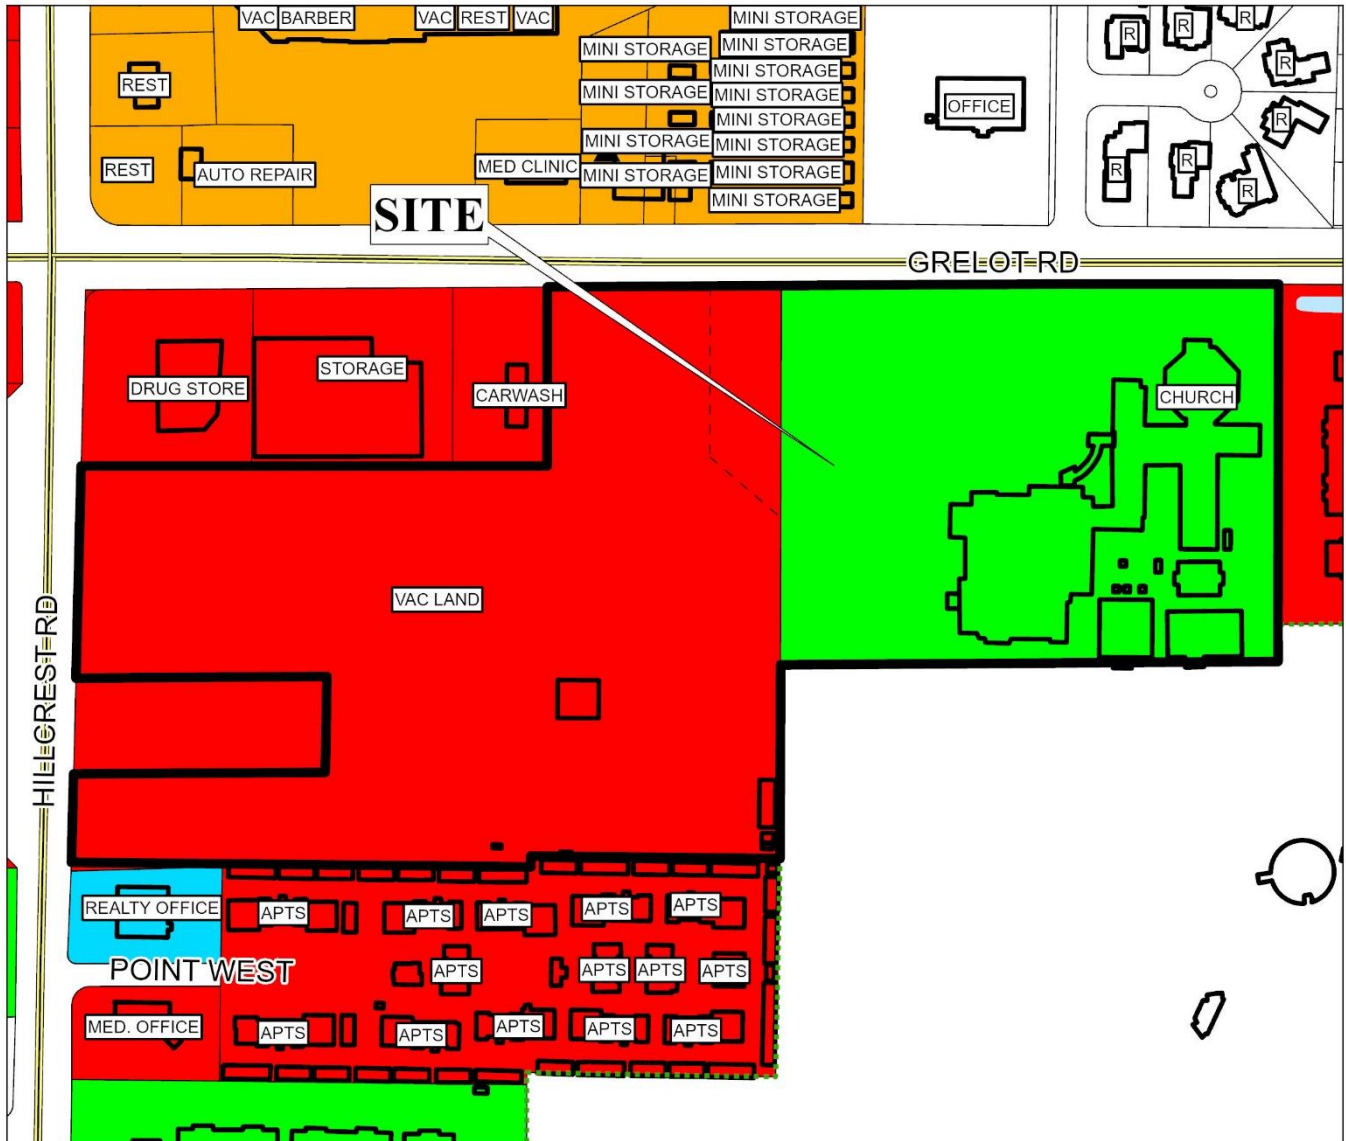 VAC BARBER VAC REST VAC MINI STORAGE R R
MINI STORAGE MINI STORAGE
REST MINI STORAGE R
MINI STORAGE MINI STORAGE
MINI STORAGE OFFICE R
MINI STORAGE MINI STORAGE
REST AUTO REPAIR MED CLINIC MINI STORAGE MINI STORAGE R R
MINI STORAGE R
SITE
GRELOT RD
DRUG STORE STORAGE CARWASH CHURCH
VAC LAND
HILLCREST RD
REALTY OFFICE APTS APTS APTS APTS APTS
POINT WEST APTS APTS APTS APTS
MED. OFFICE APTS APTS APTS APTS APTS